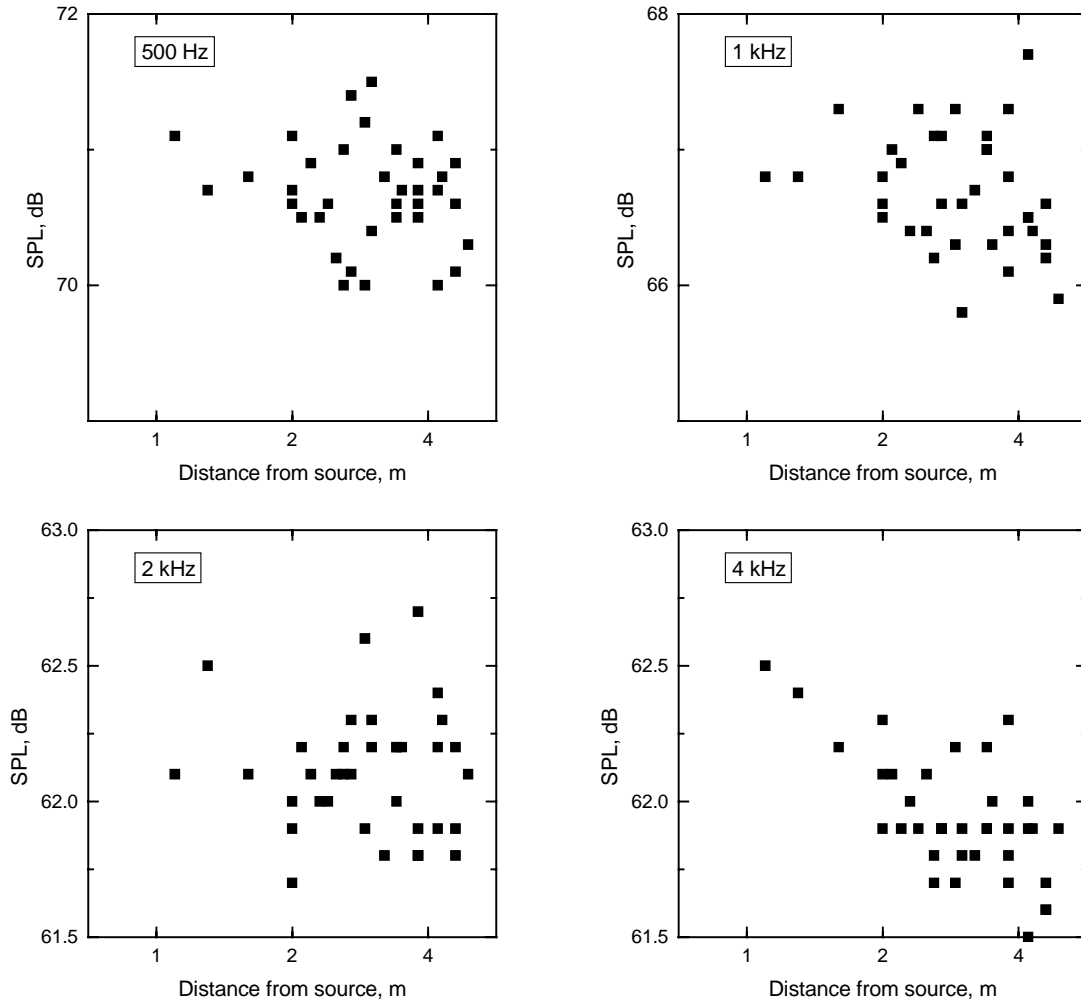 72
500 Hz
SPL, dB
70
1
2
4
Distance from source, m
68
1 kHz
SPL, dB
66
1
2
4
Distance from source, m
63.0
2 kHz
62.5
SPL, dB
62.0
61.5
1
2
4
Distance from source, m
63.0
4 kHz
62.5
SPL, dB
62.0
61.5
1
2
4
Distance from source, m